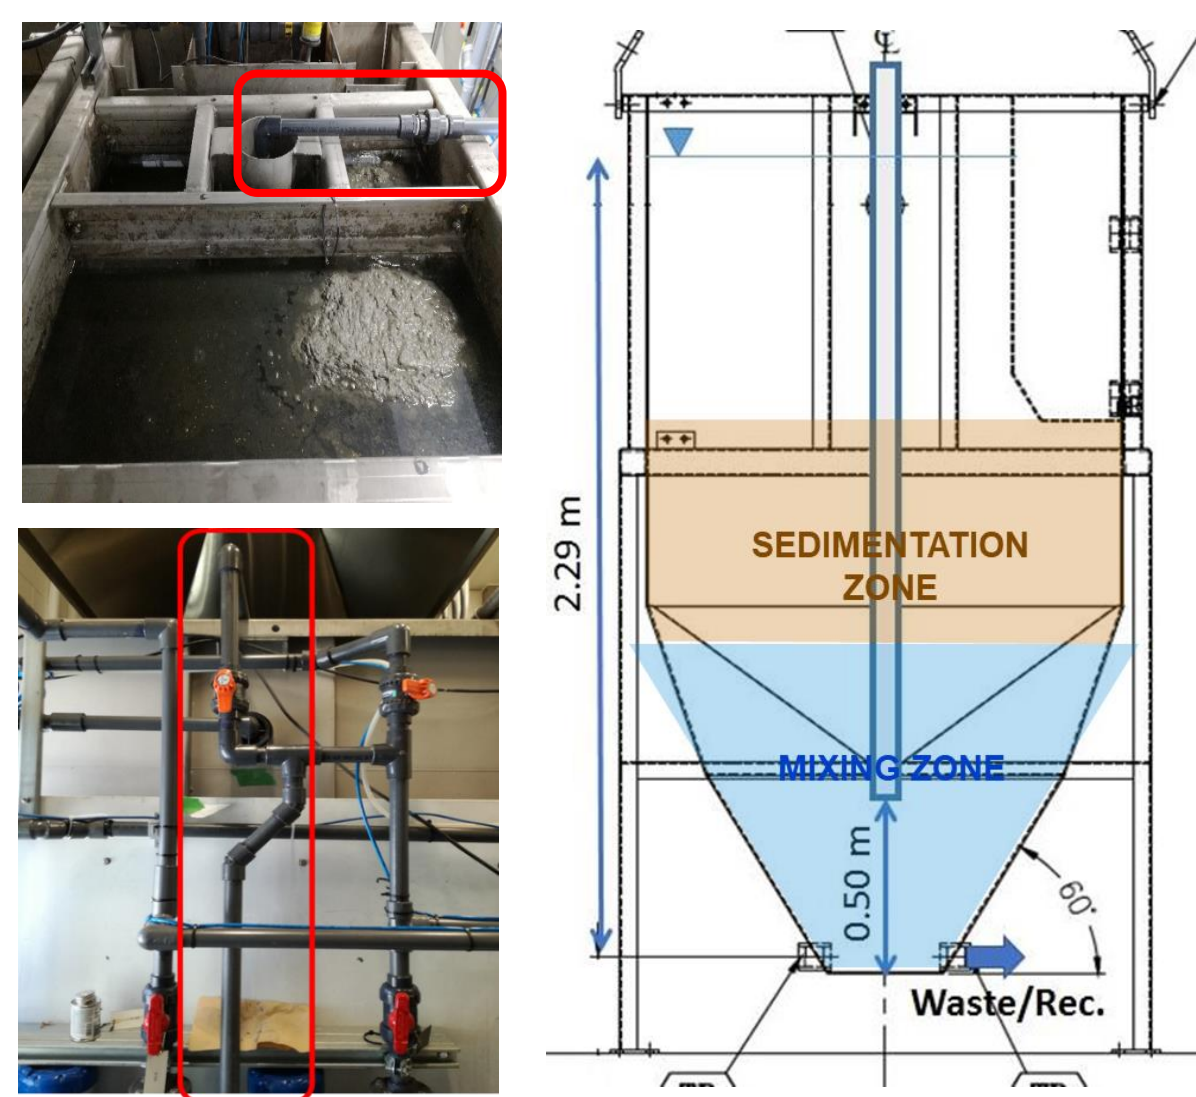 ℄
2.29 m
SEDIMENTATION
ZONE
MIXING ZONE
0.50 m
60°
Waste/Rec.